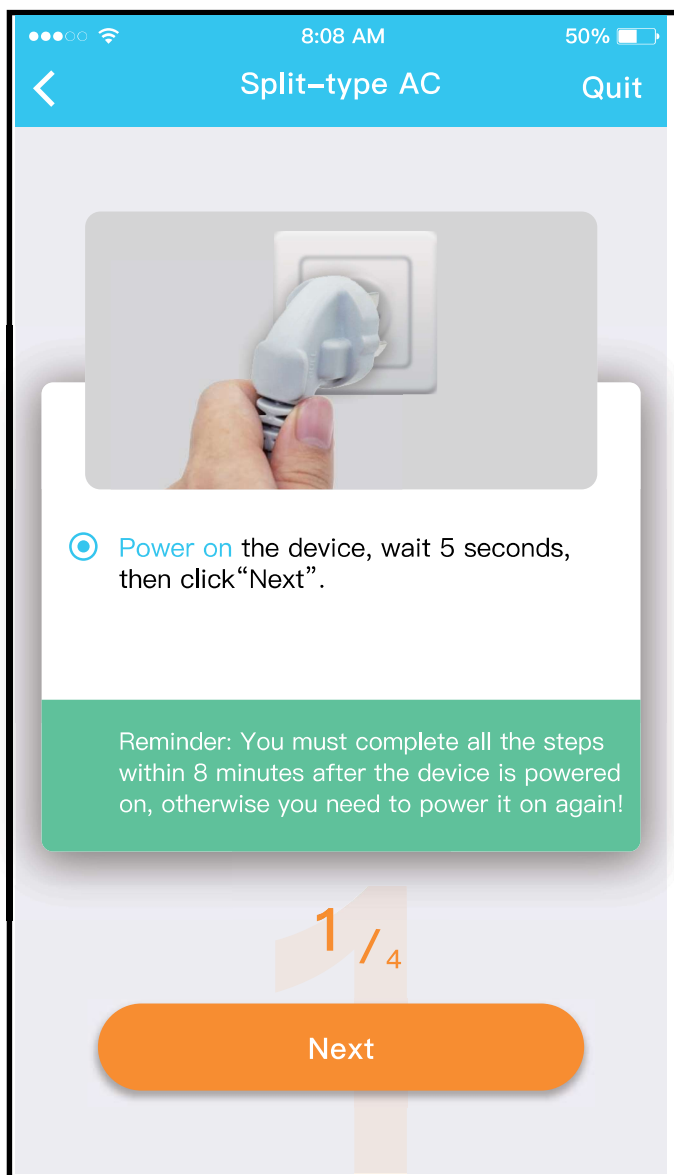 8:08 AM
50%
Split-type AC
Quit
Power on the device, wait 5 seconds,
then click“Next”.
Reminder: You must complete all the steps
within 8 minutes after the device is powered
on, otherwise you need to power it on again!
1
1 / 4
Next